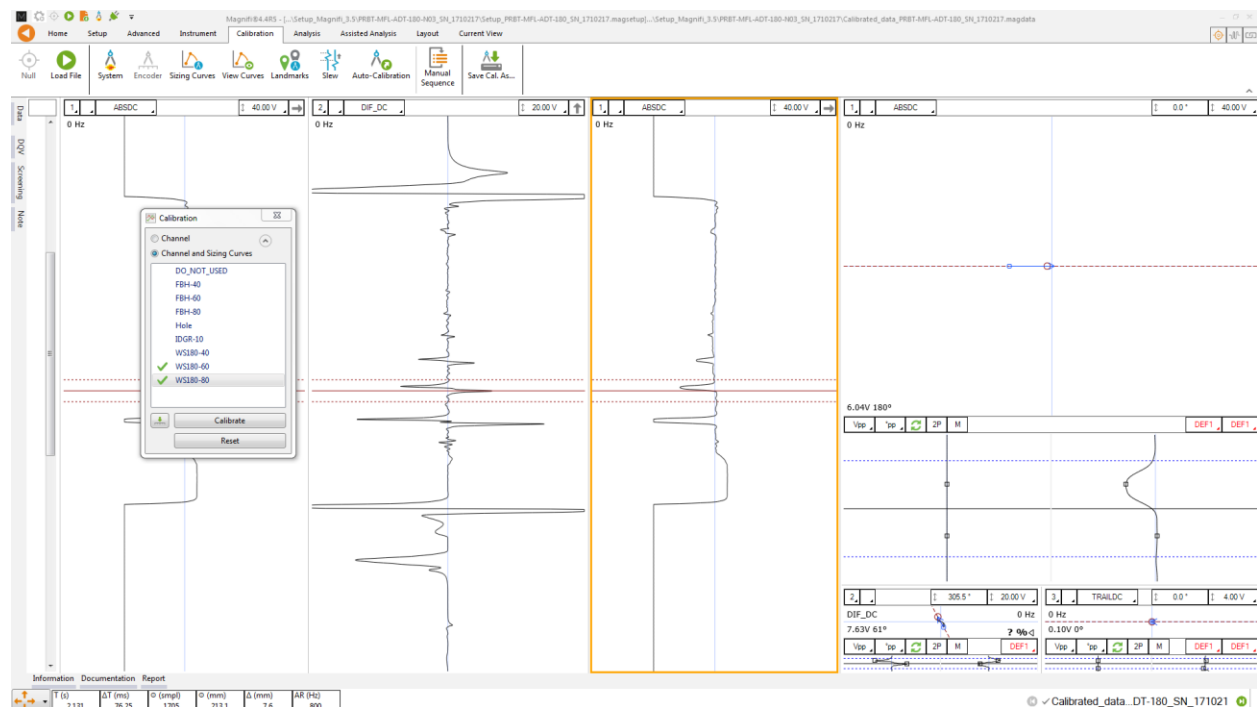 Magnifi®4.4R5 - [...\Setup_Magnifi_3.5\PRBT-MFL-ADT-180-N03_SN_1710217\Setup_PRBT-MFL-ADT-180_SN_1710217.magsetup[...\Setup_Magnifi_3.5\PRBT-MFL-ADT-180-N03_SN_1710217\Calibrated_data_PRBT-MFL-ADT-180_SN_1710217.magdata
Home Setup Advanced Instrument Calibration Analysis Assisted Analysis Layout Current View
Null Load File System Encoder Sizing Curves View Curves Landmarks Slew Auto-Calibration Manual Sequence Save Cal. As...
Data
DQV
Screening
Note
1 ABSDC 40.00 V
0 Hz
2 DIF_DC 20.00 V
0 Hz
1 ABSDC 40.00 V
0 Hz
1 ABSDC 0.0 ° 40.00 V
0 Hz
Calibration
Channel
Channel and Sizing Curves
DO_NOT_USED
FBH-40
FBH-60
FBH-80
Hole
IDGR-10
WS180-40
WS180-60
WS180-80
Calibrate
Reset
6.04V 180°
Vpp °pp 2P M DEF1 DEF1
2 305.5 ° 20.00 V
DIF_DC 0 Hz
7.63V 61° ? %
Vpp °pp 2P M DEF1
3 TRAILDC 0.0 ° 4.00 V
0 Hz
0.10V 0°
Vpp °pp 2P M DEF1 DEF1
Information Documentation Report
T (s) ΔT (ms) (smpl) (mm) Δ (mm) AR (Hz)
2.131 76.25 1705 213.1 7.6 800
Calibrated_data...DT-180_SN_171021